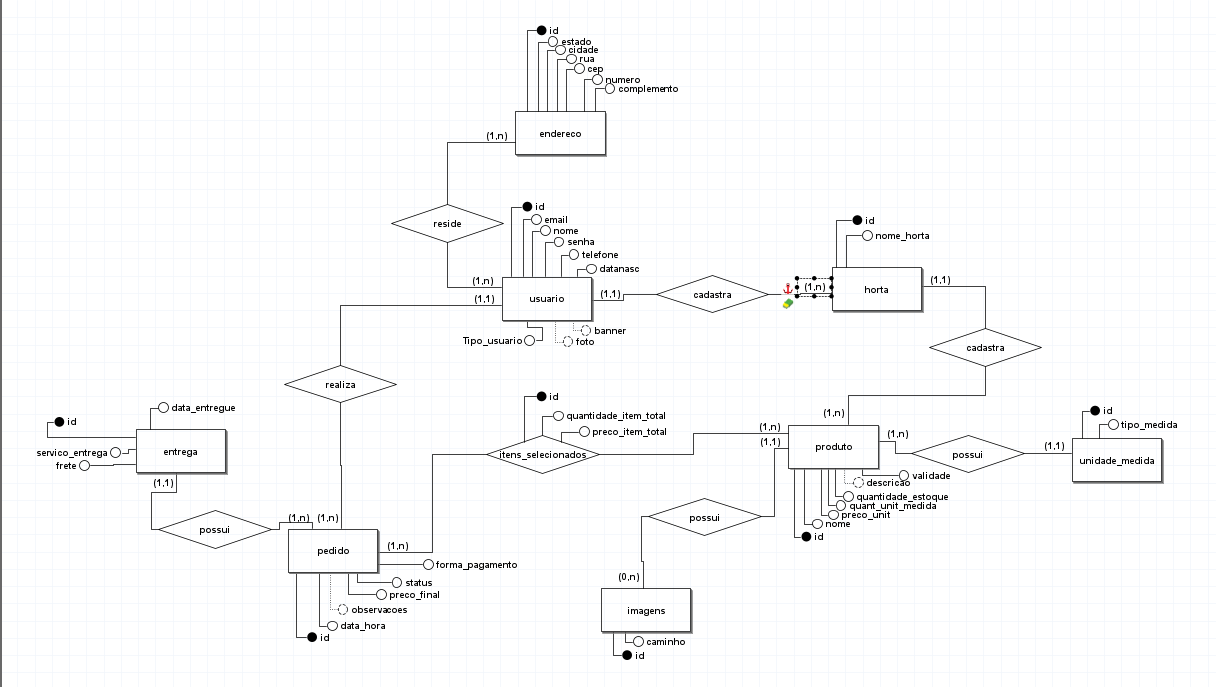 id
estado
cidade
rua
cep
numero
complemento
endereco
(1,n)
reside
(1,n)
id
email
nome
senha
telefone
datanasc
usuario
(1,1)
(1,1)
banner
foto
Tipo_usuario
cadastra
(1,n)
id
nome_horta
horta
(1,1)
cadastra
(1,n)
realiza
id
quantidade_item_total
preco_item_total
itens_selecionados
(1,n)
(1,1)
produto
(1,n)
possui
(1,1)
id
tipo_medida
unidade_medida
validade
descricao
quantidade_estoque
quant_unit_medida
preco_unit
nome
id
data_entregue
id
servico_entrega
frete
entrega
(1,1)
possui
(1,n)
(1,n)
pedido
(1,n)
forma_pagamento
status
preco_final
observacoes
data_hora
id
possui
(0,n)
imagens
caminho
id